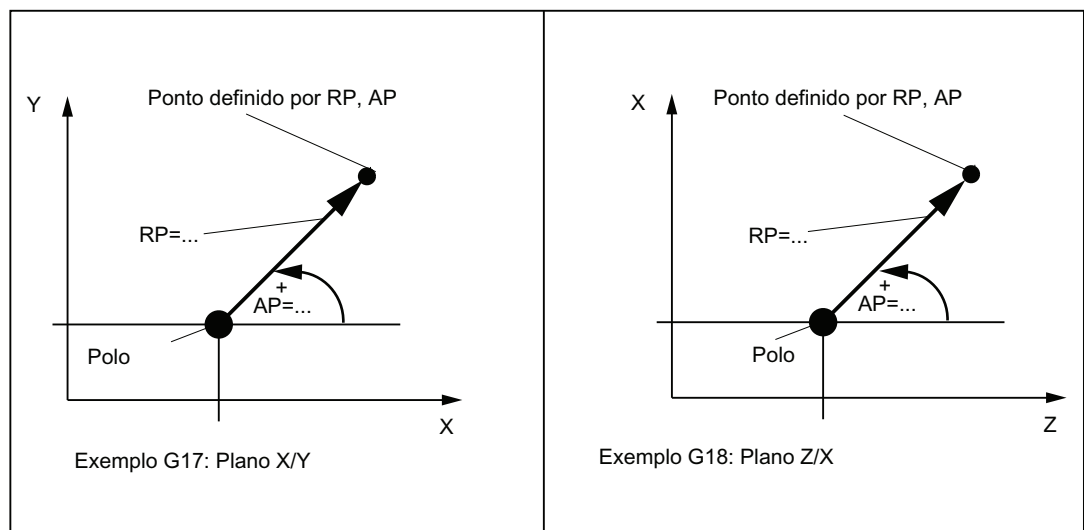 Y
Ponto definido por RP, AP
RP=...
+
AP=...
Polo
X
Exemplo G17: Plano X/Y
X
Ponto definido por RP, AP
RP=...
+
AP=...
Polo
Z
Exemplo G18: Plano Z/X